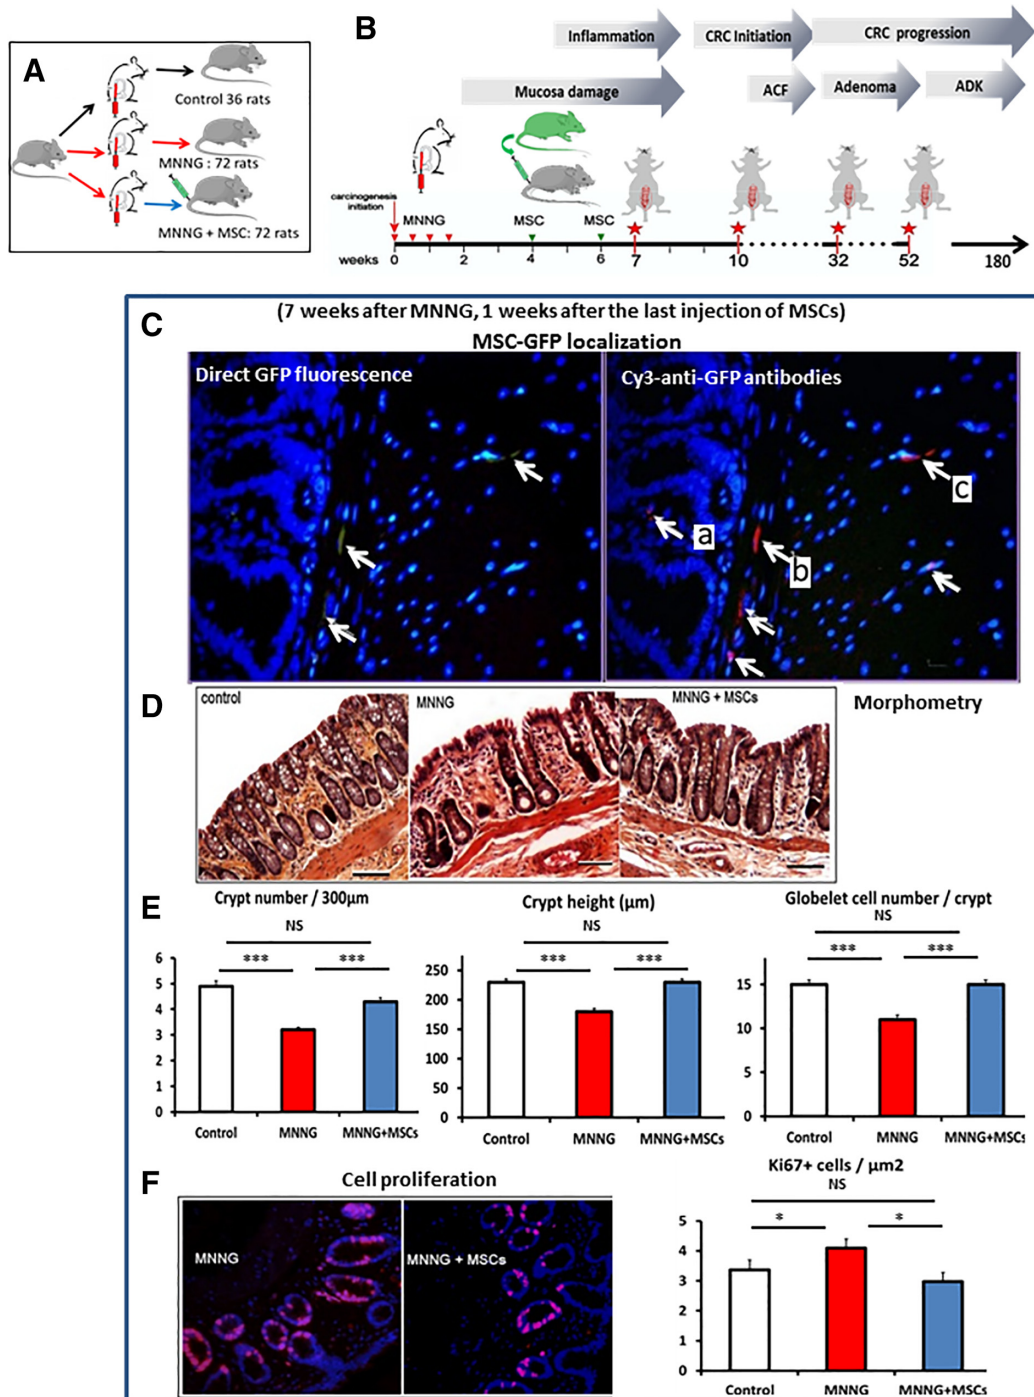 A
Control 36 rats
MNNG : 72 rats
MNNG + MSC: 72 rats
B
Inflammation
CRC Initiation
CRC progression
Mucosa damage
ACF
Adenoma
ADK
carcinogenesis
initiation
MNNG
MSC
MSC
weeks
0
2
4
6
7
10
32
52
180
(7 weeks after MNNG, 1 weeks after the last injection of MSCs)
C
MSC-GFP localization
Direct GFP fluorescence
Cy3-anti-GFP antibodies
a
b
c
D
control
MNNG
MNNG + MSCs
Morphometry
E
Crypt number / 300µm
NS
***
***
6
5
4
3
2
1
0
Control
MNNG
MNNG+MSCs
Crypt height (µm)
NS
***
***
250
200
150
100
50
0
Control
MNNG
MNNG+MSCs
Globelet cell number / crypt
NS
***
***
15
10
5
0
Control
MNNG
MNNG+MSCs
F
Cell proliferation
MNNG
MNNG + MSCs
Ki67+ cells / µm2
NS
*
*
5
4
3
2
1
0
Control
MNNG
MNNG+MSCs